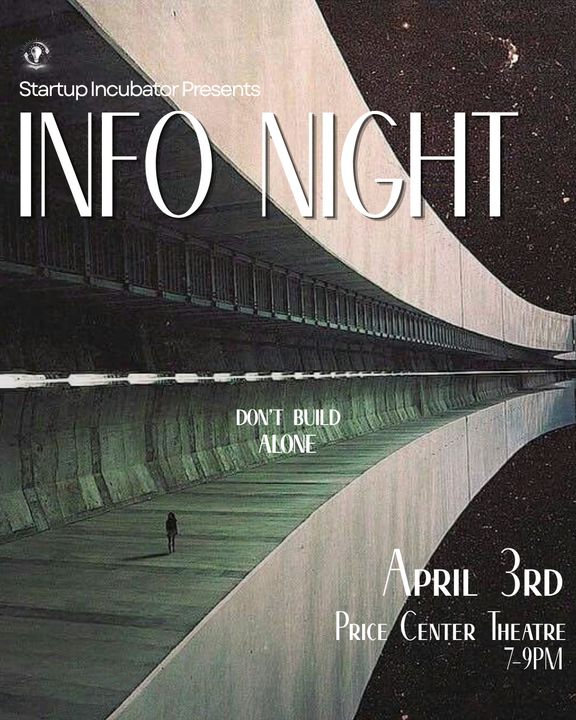 Startup Incubator Presents
INFO NIGHT
DON'T BUILD
ALONE
April 3rd
Price Center Theatre
7-9PM